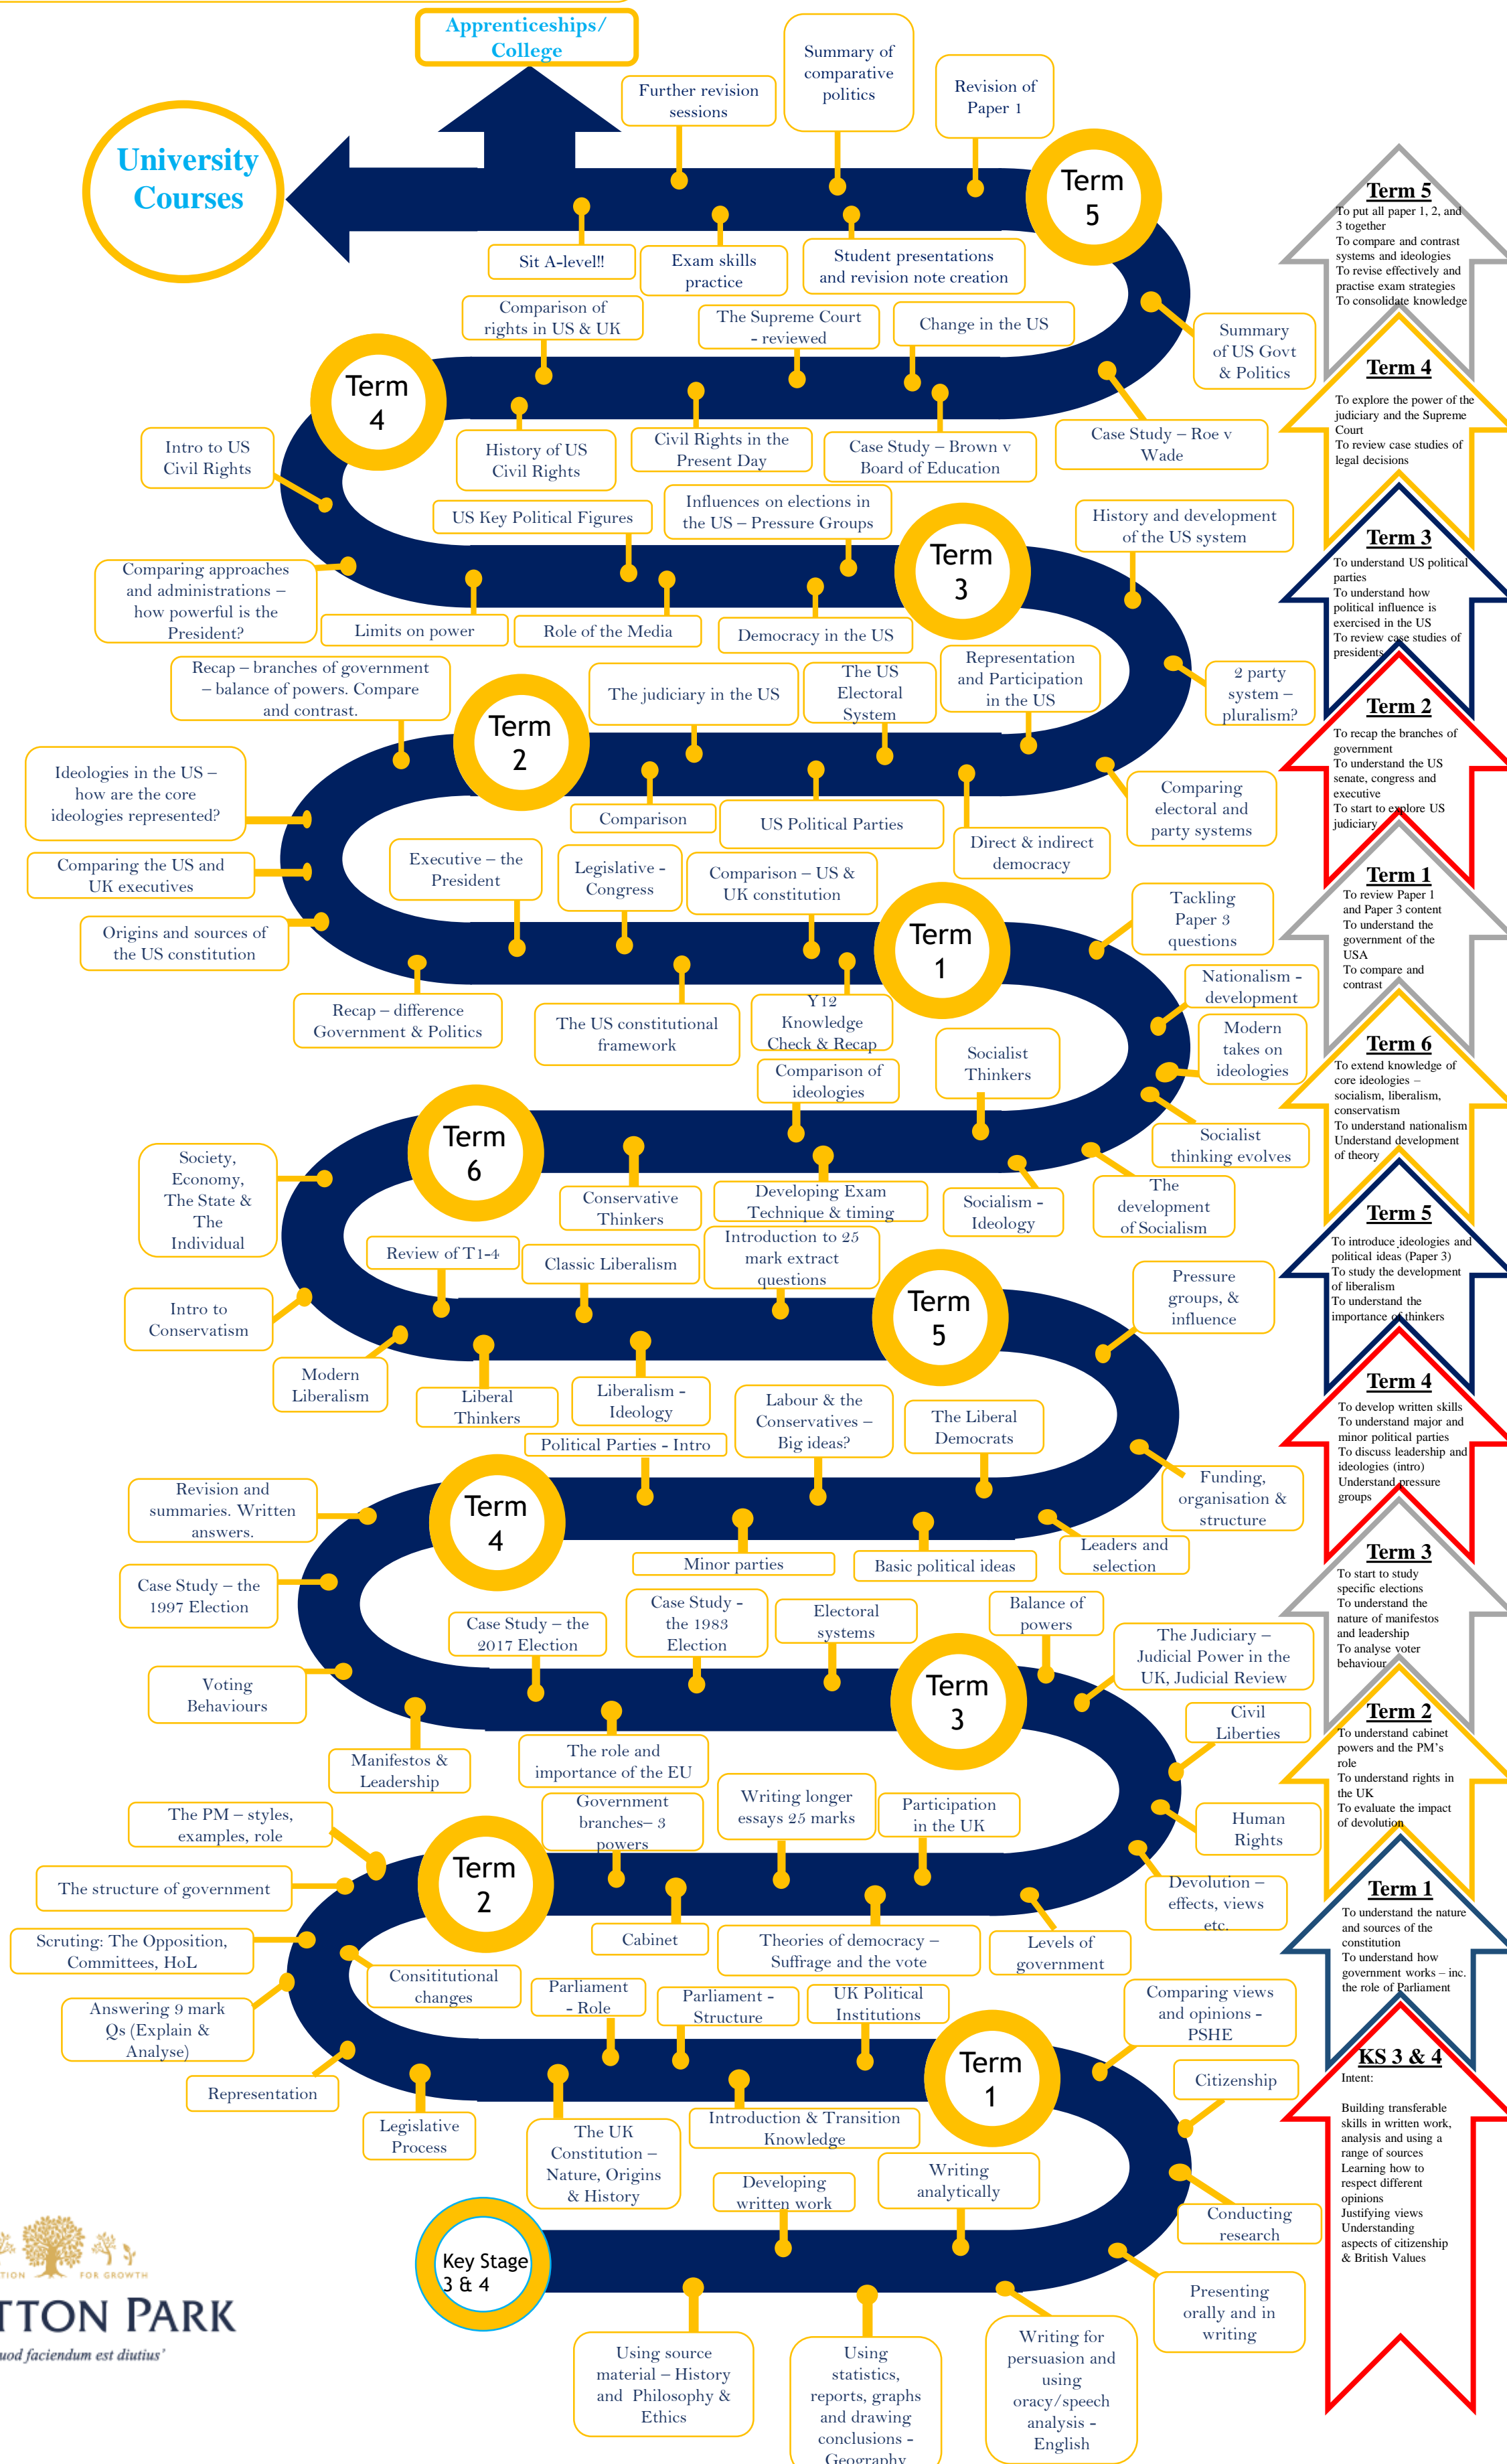 Apprenticeships/
College
University
Courses
Further revision
sessions
Summary of
comparative
politics
Revision of
Paper 1
Term
5
Sit A-level!!
Exam skills
practice
Student presentations
and revision note creation
Summary
of US Govt
& Politics
Comparison of
rights in US & UK
The Supreme Court
- reviewed
Change in the US
Term
4
Intro to US
Civil Rights
History of US
Civil Rights
Civil Rights in the
Present Day
Case Study – Brown v
Board of Education
Case Study – Roe v
Wade
US Key Political Figures
Influences on elections in
the US – Pressure Groups
Term
3
History and development
of the US system
Comparing approaches
and administrations –
how powerful is the
President?
Limits on power
Role of the Media
Democracy in the US
Recap – branches of government
– balance of powers. Compare
and contrast.
Term
2
The judiciary in the US
The US
Electoral
System
Representation
and Participation
in the US
2 party
system –
pluralism?
Ideologies in the US –
how are the core
ideologies represented?
Comparison
US Political Parties
Direct & indirect
democracy
Comparing
electoral and
party systems
Comparing the US and
UK executives
Executive – the
President
Legislative -
Congress
Comparison – US &
UK constitution
Term
1
Tackling
Paper 3
questions
Origins and sources of
the US constitution
Recap – difference
Government & Politics
The US constitutional
framework
Y12
Knowledge
Check & Recap
Nationalism -
development
Modern
takes on
ideologies
Comparison of
ideologies
Socialist
Thinkers
Term
6
Socialist
thinking evolves
Society,
Economy,
The State &
The
Individual
Conservative
Thinkers
Developing Exam
Technique & timing
Socialism -
Ideology
The
development
of Socialism
Review of T1-4
Classic Liberalism
Introduction to 25
mark extract
questions
Term
5
Pressure
groups, &
influence
Intro to
Conservatism
Modern
Liberalism
Liberal
Thinkers
Liberalism -
Ideology
Political Parties - Intro
Labour & the
Conservatives –
Big ideas?
The Liberal
Democrats
Funding,
organisation &
structure
Term
4
Revision and
summaries. Written
answers.
Minor parties
Basic political ideas
Leaders and
selection
Case Study – the
1997 Election
Case Study – the
2017 Election
Case Study -
the 1983
Election
Electoral
systems
Balance of
powers
Term
3
The Judiciary –
Judicial Power in the
UK, Judicial Review
Voting
Behaviours
Manifestos &
Leadership
The role and
importance of the EU
Civil
Liberties
The PM – styles,
examples, role
Government
branches– 3
powers
Writing longer
essays 25 marks
Participation
in the UK
Human
Rights
Term
2
The structure of government
Cabinet
Theories of democracy –
Suffrage and the vote
Levels of
government
Devolution –
effects, views
etc.
Scruting: The Opposition,
Committees, HoL
Consititutional
changes
Answering 9 mark
Qs (Explain &
Analyse)
Parliament
- Role
Parliament -
Structure
UK Political
Institutions
Term
1
Comparing views
and opinions -
PSHE
Citizenship
Representation
Legislative
Process
The UK
Constitution –
Nature, Origins
& History
Introduction & Transition
Knowledge
Developing
written work
Writing
analytically
Conducting
research
Key Stage
3 & 4
Presenting
orally and in
writing
Using source
material – History
and Philosophy &
Ethics
Using
statistics,
reports, graphs
and drawing
conclusions -
Geography
Writing for
persuasion and
using
oracy/speech
analysis -
English
Term 5
To put all paper 1, 2, and
3 together
To compare and contrast
systems and ideologies
To revise effectively and
practise exam strategies
To consolidate knowledge
Term 4
To explore the power of the
judiciary and the Supreme
Court
To review case studies of
legal decisions
Term 3
To understand US political
parties
To understand how
political influence is
exercised in the US
To review case studies of
presidents
Term 2
To recap the branches of
government
To understand the US
senate, congress and
executive
To start to explore US
judiciary
Term 1
To review Paper 1
and Paper 3 content
To understand the
government of the
USA
To compare and
contrast
Term 6
To extend knowledge of
core ideologies –
socialism, liberalism,
conservatism
To understand nationalism
Understand development
of theory
Term 5
To introduce ideologies and
political ideas (Paper 3)
To study the development
of liberalism
To understand the
importance of thinkers
Term 4
To develop written skills
To understand major and
minor political parties
To discuss leadership and
ideologies (intro)
Understand pressure
groups
Term 3
To start to study
specific elections
To understand the
nature of manifestos
and leadership
To analyse voter
behaviour
Term 2
To understand cabinet
powers and the PM's
role
To understand rights in
the UK
To evaluate the impact
of devolution
Term 1
To understand the nature
and sources of the
constitution
To understand how
government works – inc.
the role of Parliament
KS 3 & 4
Intent:
Building transferable
skills in written work,
analysis and using a
range of sources
Learning how to
respect different
opinions
Justifying views
Understanding
aspects of citizenship
& British Values
FOR GROWTH
TTON PARK
uod faciendum est diutius'